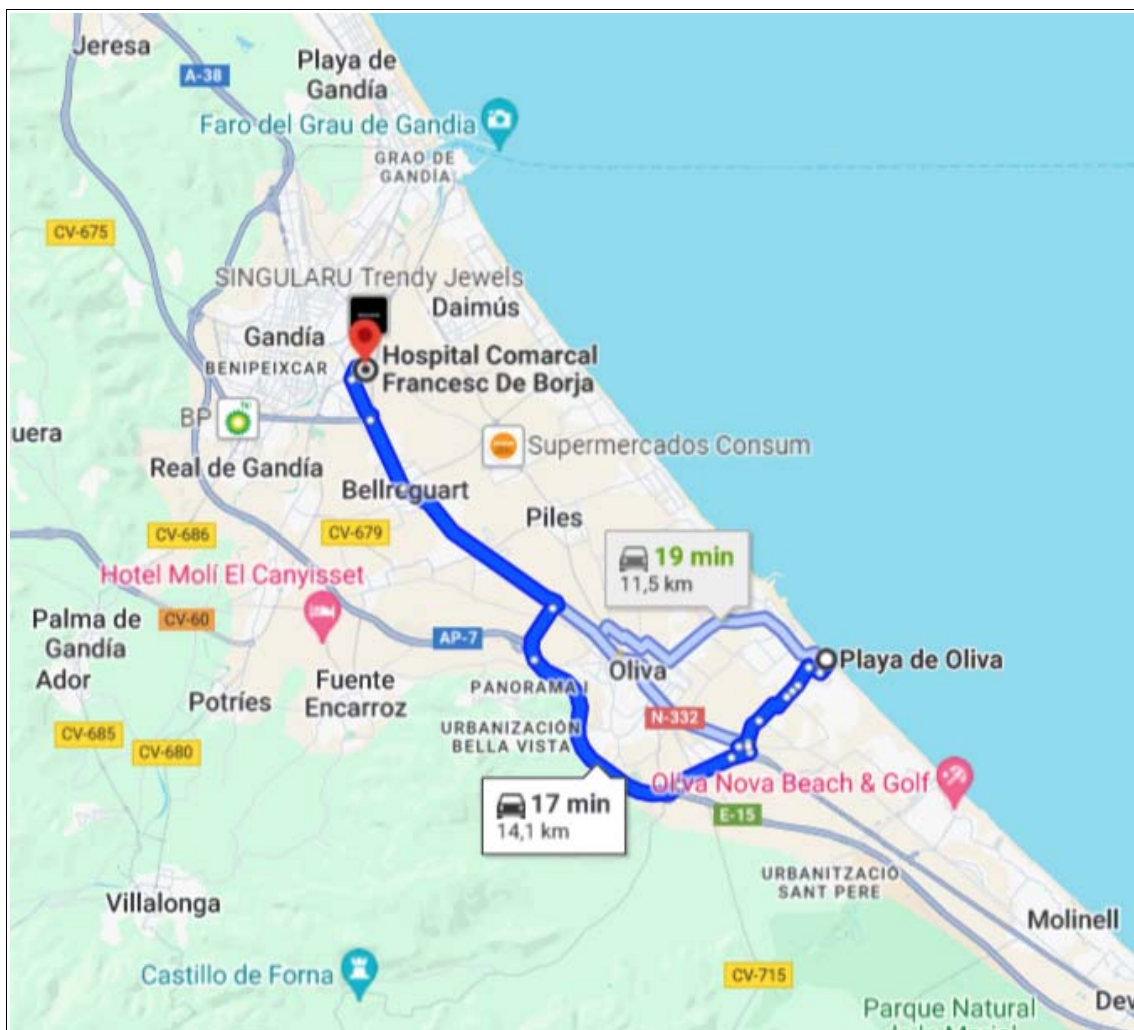 Jeresa
Playa de
Gandía
A-38
Faro del Grau de Gandia
GRAO DE
GANDÍA
CV-675
SINGULARU Trendy Jewels
Daimús
Gandía
BENIPEIXCAR
Hospital Comarcal
Francesc De Borja
BP
uera
Supermercados Consum
Real de Gandía
Bellreguart
CV-686
CV-679
Piles
19 min
11,5 km
Hotel Molí El Canyisset
Palma de
Gandía
CV-60
AP-7
Ador
Oliva
Playa de Oliva
Potríes
Fuente
Encarroz
PANORAMA I
N-332
CV-685
CV-680
URBANIZACIÓN
BELLA VISTA
Oliva Nova Beach & Golf
17 min
14,1 km
E-15
URBANITZACIÓ
SANT PERE
Villalonga
Molinell
Castillo de Forna
CV-715
Dev
Parque Natural